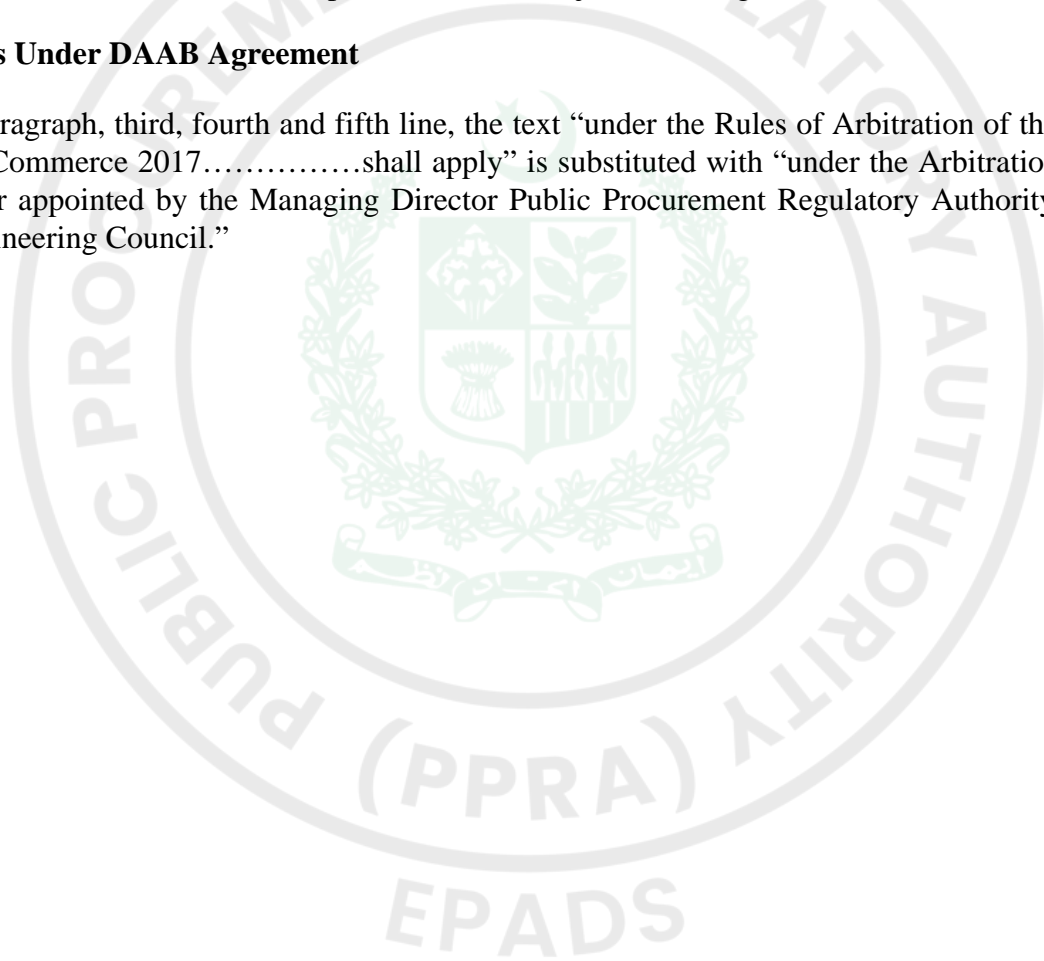 s Under DAAB Agreement
ragraph, third, fourth and fifth line, the text “under the Rules of Arbitration of th
Commerce 2017……………shall apply” is substituted with “under the Arbitratio
r appointed by the Managing Director Public Procurement Regulatory Authority
ineering Council.”
PUBLIC PROCUREM
LATORY AUTHORITY
(PPRA)
EPADS